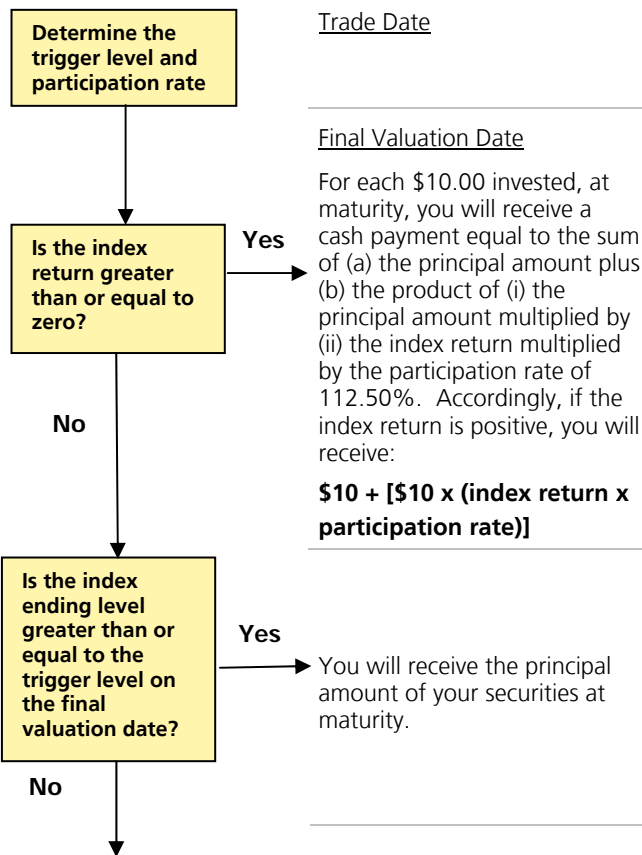 Determine the
trigger level and
participation rate
Trade Date
Final Valuation Date
Is the index
return greater
than or equal to
zero?
Yes
For each $10.00 invested, at
maturity, you will receive a
cash payment equal to the sum
of (a) the principal amount plus
(b) the product of (i) the
principal amount multiplied by
(ii) the index return multiplied
by the participation rate of
112.50%.  Accordingly, if the
index return is positive, you will
receive:
$10 + [$10 x (index return x
participation rate)]
No
Is the index
ending level
greater than or
equal to the
trigger level on
the final
valuation date?
Yes
You will receive the principal
amount of your securities at
maturity.
No